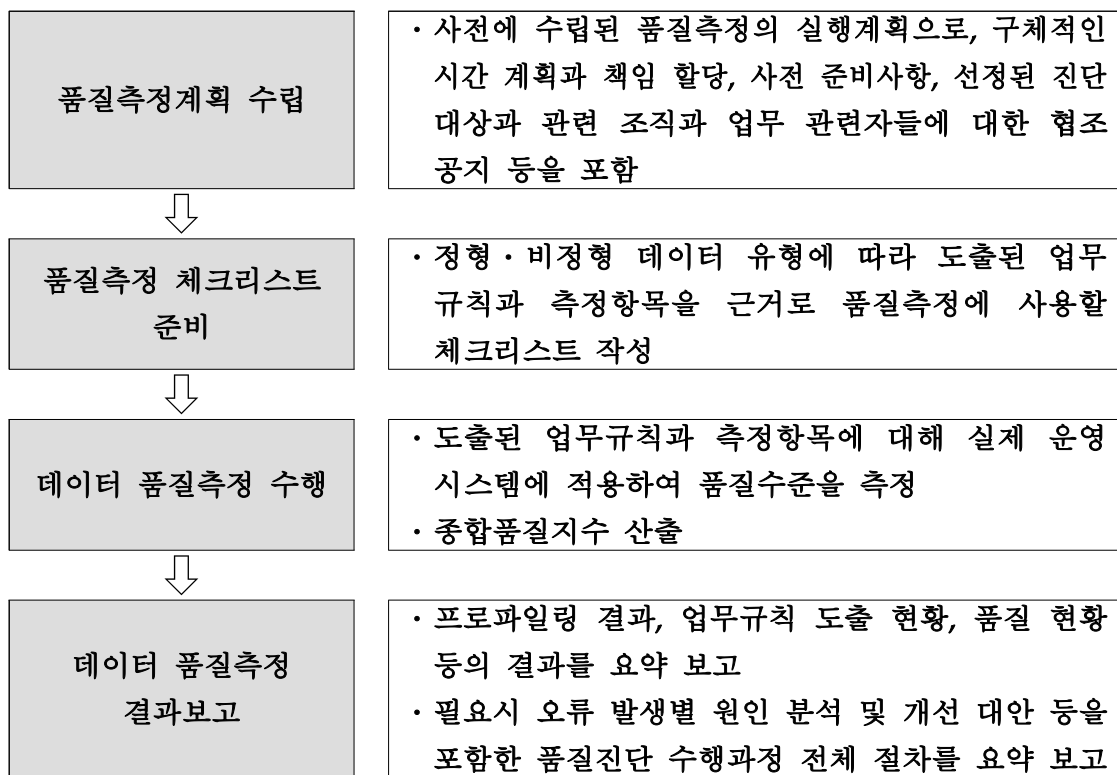 품질측정계획 수립
· 사전에 수립된 품질측정의 실행계획으로, 구체적인
시간 계획과 책임 할당, 사전 준비사항, 선정된 진단
대상과 관련 조직과 업무 관련자들에 대한 협조
공지 등을 포함
품질측정 체크리스트
준비
· 정형·비정형 데이터 유형에 따라 도출된 업무
규칙과 측정항목을 근거로 품질측정에 사용할
체크리스트 작성
데이터 품질측정 수행
· 도출된 업무규칙과 측정항목에 대해 실제 운영
시스템에 적용하여 품질수준을 측정
· 종합품질지수 산출
데이터 품질측정
결과보고
· 프로파일링 결과, 업무규칙 도출 현황, 품질 현황
등의 결과를 요약 보고
· 필요시 오류 발생별 원인 분석 및 개선 대안 등을
포함한 품질진단 수행과정 전체 절차를 요약 보고